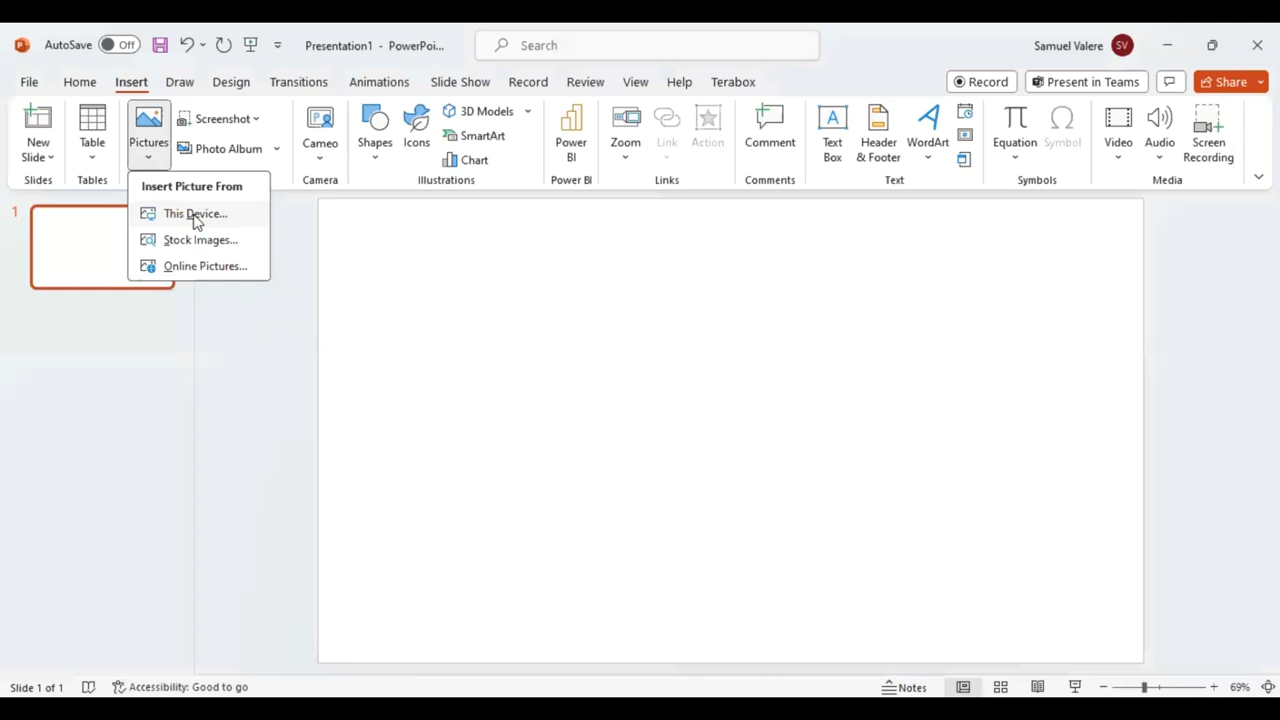 AutoSave Off Presentation1 - PowerPoi... Search Samuel Valere SV
File Home Insert Draw Design Transitions Animations Slide Show Record Review View Help Terabox Record Present in Teams Share
New Slide
Table
Pictures
Screenshot
Photo Album
Cameo
Shapes
Icons
3D Models
SmartArt
Chart
Power BI
Zoom
Link
Action
Comment
Text Box
Header & Footer
WordArt
Equation
Symbol
Video
Audio
Screen Recording
Slides Tables Camera Illustrations Power BI Links Comments Text Symbols Media
Insert Picture From
This Device...
Stock Images...
Online Pictures...
1
Slide 1 of 1 Accessibility: Good to go Notes 69%